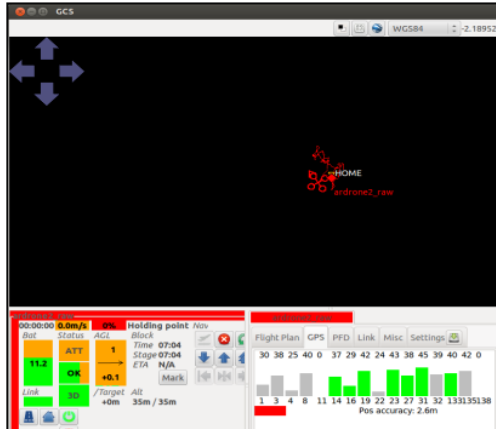 GCS
WGS84 -2.18952
HOME
ardrone2_raw
ardrone2_raw
00:00:00 0.0m/s 0% Holding point Nav
Bat Status AGL Block
Time 07:04
Stage 07:04
ETA N/A
Mark
ATT
11.2
OK
3D
1
+0.1
Link
/Target Alt
+0m 35m / 35m
Flight Plan GPS PFD Link Misc Settings
30 38 25 40 0 37 29 42 24 43 38 45 39 40 42 0
1 3 4 8 11 14 16 19 22 23 27 31 32 133135138
Pos accuracy: 2.6m